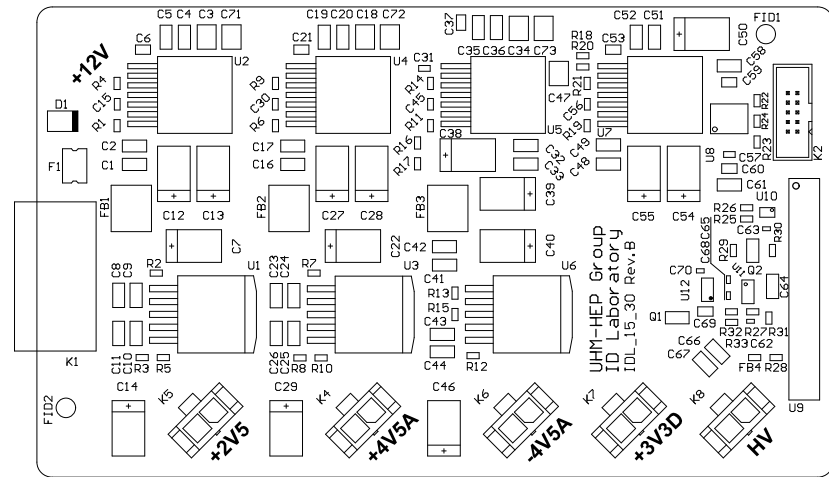 C5 C4 C3 C71
C19 C20 C18 C72
C37
C52 C51
C50
FID1
C6
C21
C35 C36 C34 C73
R18
R20
C53
C58
C59
+12V
U2
U4
C31
C47
R21
R4
C15
R1
R9
C30
R6
R14
C45
R11
C56
R19
D1
U5
U7
U8
R22
R24
R23
K2
C2
C1
C17
C16
R16
R17
C38
C32
C33
C49
C48
C57
C60
C61
F1
FB1
C12 C13
FB2
C27 C28
FB3
C39
C55 C54
R26
R25
U10
C63
R30
C7
C22
C42
C40
C65
C68
R29
Q2
C8 C9
R2
U1
C23 C24
R7
U3
C41
R13
R15
C43
U6
UHM-HEP Group
ID Laboratory
IDL_15_30 Rev.B
C70
U12
U11
C64
Q1
C69
R32
R33
R27
C62
R31
K1
C11 C10
R3
R5
C26 C25
R8
R10
C44
R12
C66
C67
FB4
R28
C14
K5
C29
K4
C46
K6
K7
K8
U9
FID2
+2V5
+4V5A
-4V5A
+3V3D
HV